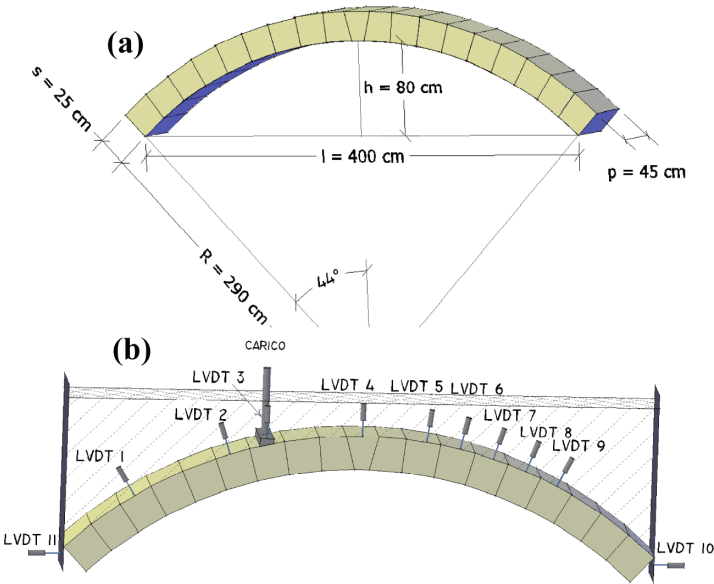 (a)
s = 25 cm
h = 80 cm
l = 400 cm
p = 45 cm
R = 290 cm
44°
(b)
CARICO
LVDT 3
LVDT 4
LVDT 5
LVDT 6
LVDT 2
LVDT 7
LVDT 8
LVDT 1
LVDT 9
LVDT 11
LVDT 10